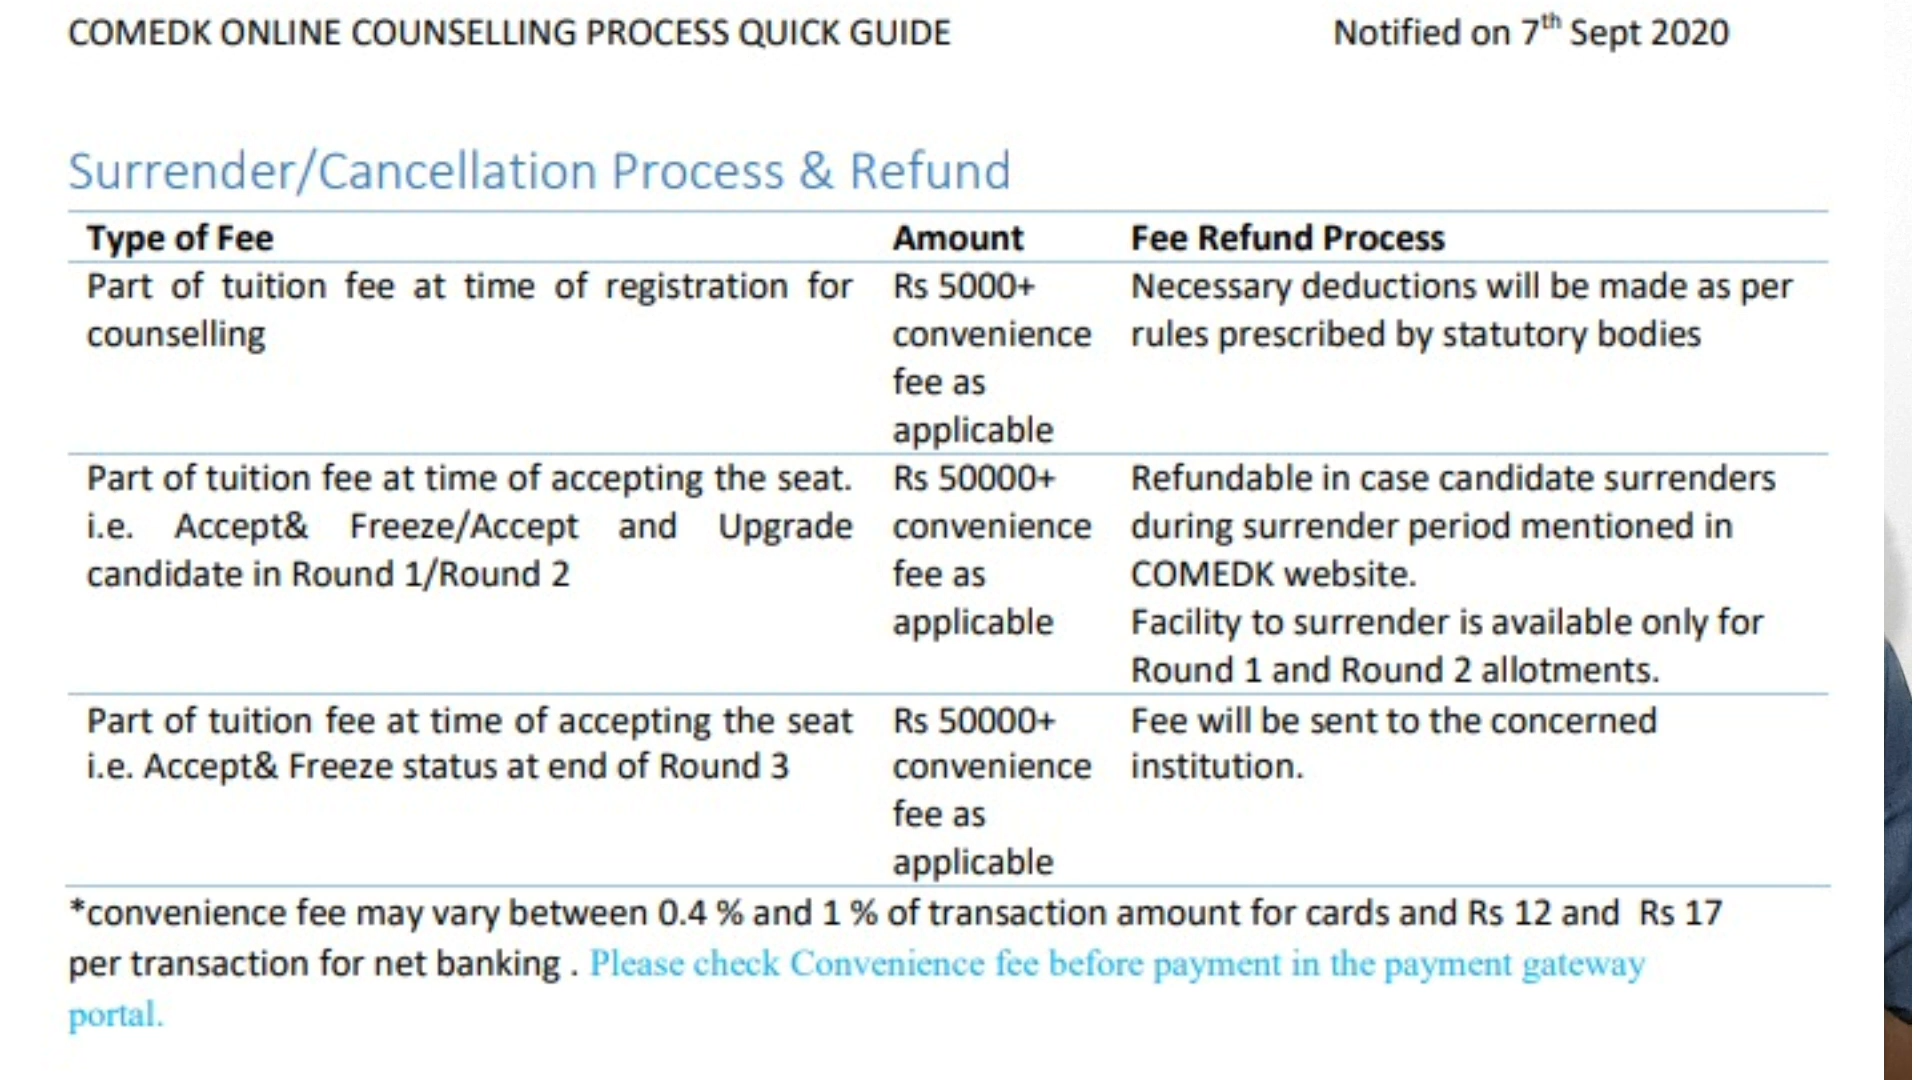 COMEDK ONLINE COUNSELLING PROCESS QUICK GUIDE
Notified on 7th Sept 2020
Surrender/Cancellation Process & Refund
Type of Fee
Amount
Fee Refund Process
Part of tuition fee at time of registration for
counselling
Rs 5000+
convenience
fee as
applicable
Necessary deductions will be made as per
rules prescribed by statutory bodies
Part of tuition fee at time of accepting the seat.
i.e. Accept& Freeze/Accept and Upgrade
candidate in Round 1/Round 2
Rs 50000+
convenience
fee as
applicable
Refundable in case candidate surrenders
during surrender period mentioned in
COMEDK website.
Facility to surrender is available only for
Round 1 and Round 2 allotments.
Part of tuition fee at time of accepting the seat
i.e. Accept& Freeze status at end of Round 3
Rs 50000+
convenience
fee as
applicable
Fee will be sent to the concerned
institution.
*convenience fee may vary between 0.4 % and 1 % of transaction amount for cards and Rs 12 and Rs 17
per transaction for net banking . Please check Convenience fee before payment in the payment gateway
portal.